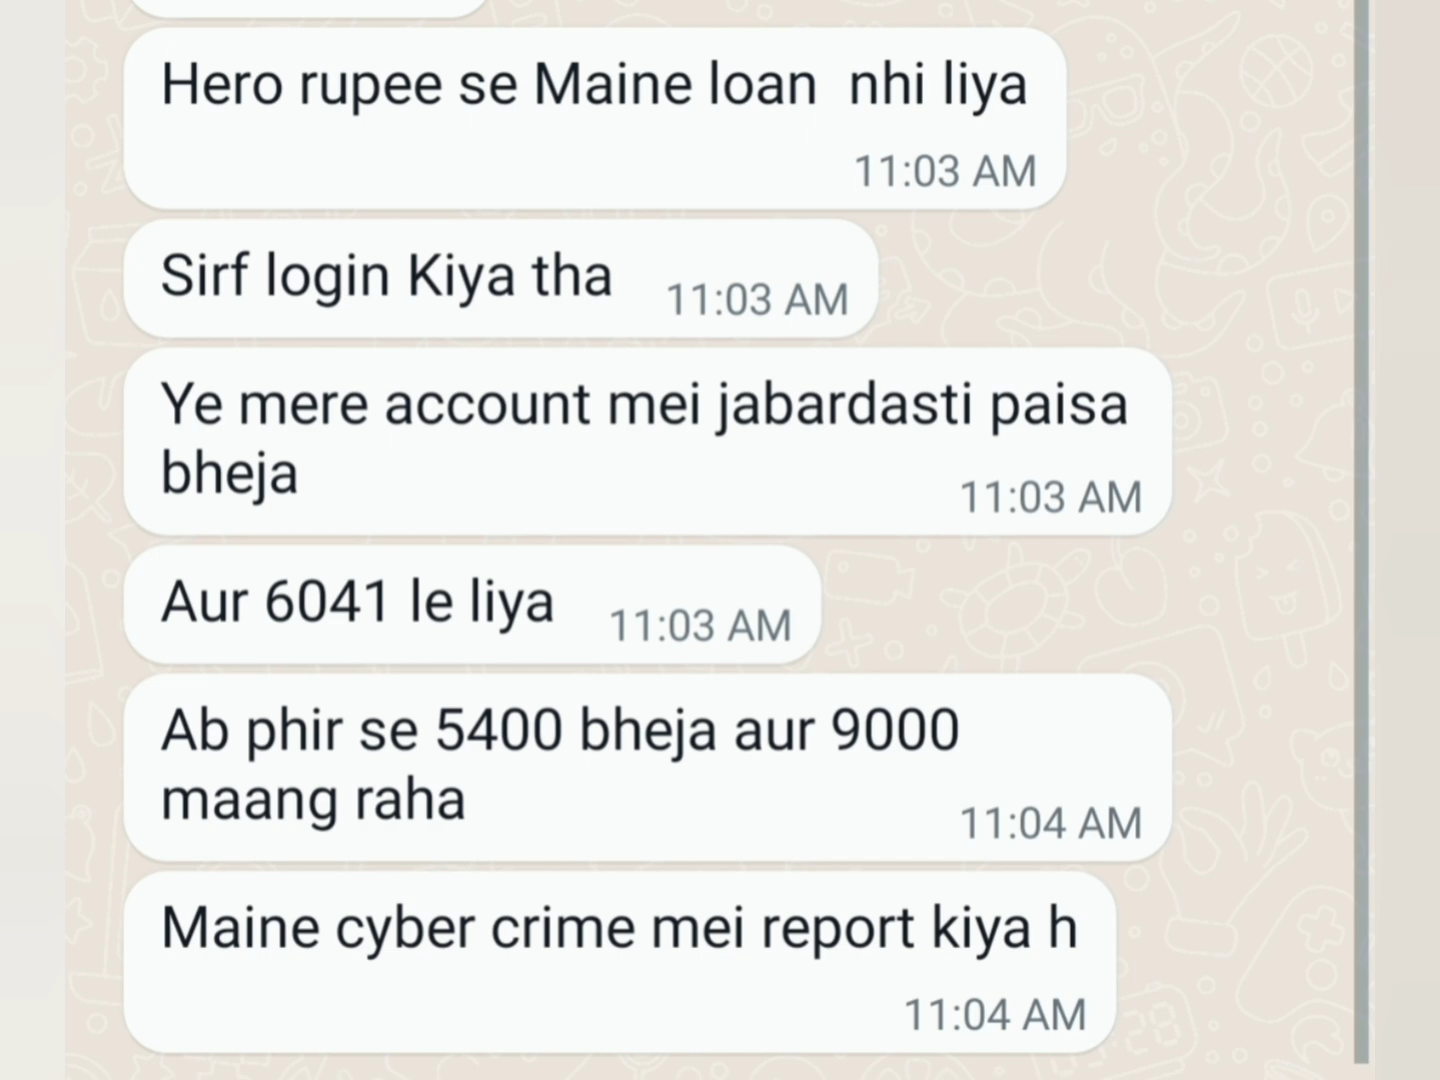 Hero rupee se Maine loan  nhi liya
11:03 AM
Sirf login Kiya tha
11:03 AM
Ye mere account mei jabardasti paisa
bheja
11:03 AM
Aur 6041 le liya
11:03 AM
Ab phir se 5400 bheja aur 9000
maang raha
11:04 AM
Maine cyber crime mei report kiya h
11:04 AM